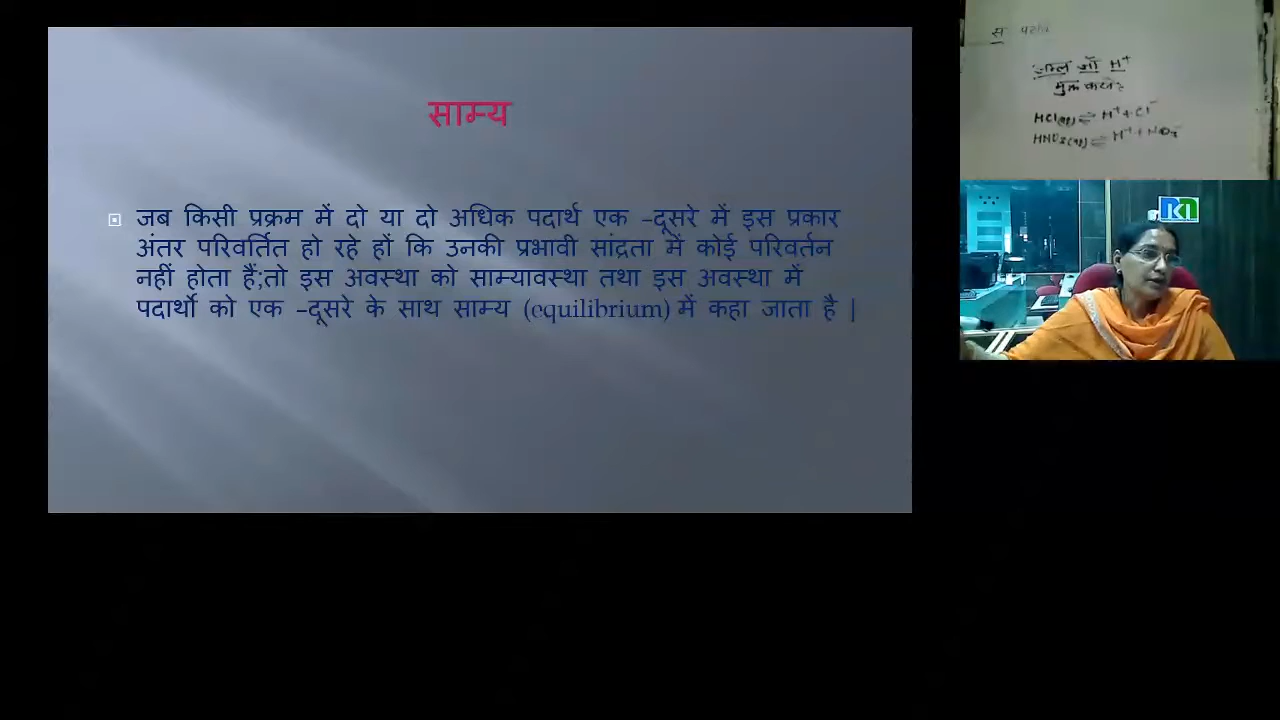 साम्य
जब किसी प्रक्रम में दो या दो अधिक पदार्थ एक –दूसरे में इस प्रकार
अंतर परिवर्तित हो रहे हों कि उनकी प्रभावी सांद्रता में कोई परिवर्तन
नहीं होता हैं;तो इस अवस्था को साम्यावस्था तथा इस अवस्था में
पदार्थो को एक –दूसरे के साथ साम्य (equilibrium) में कहा जाता है |
अम्ल जो H⁺
HCl(aq) ⇌ H⁺ + Cl⁻
HNO₃(aq) ⇌ H⁺ + NO₃⁻